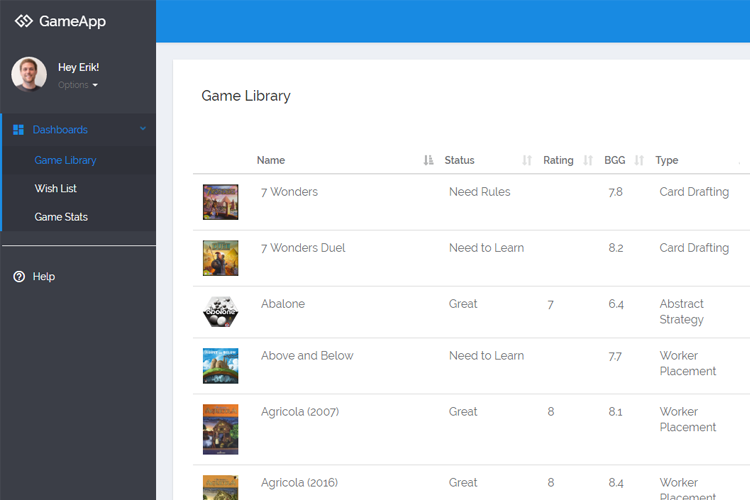 GameApp
Hey Erik!
Options
Dashboards
Game Library
Wish List
Game Stats
Help
Game Library
Name Status Rating BGG Type
7 Wonders Need Rules 7.8 Card Drafting
7 Wonders Duel Need to Learn 8.2 Card Drafting
abalone
Abalone Great 7 6.4 Abstract
Strategy
Above and Below Need to Learn 7.7 Worker
Placement
Agricola (2007) Great 8 8.1 Worker
Placement
Agricola (2016) Great 8 8.4 Worker
Placement